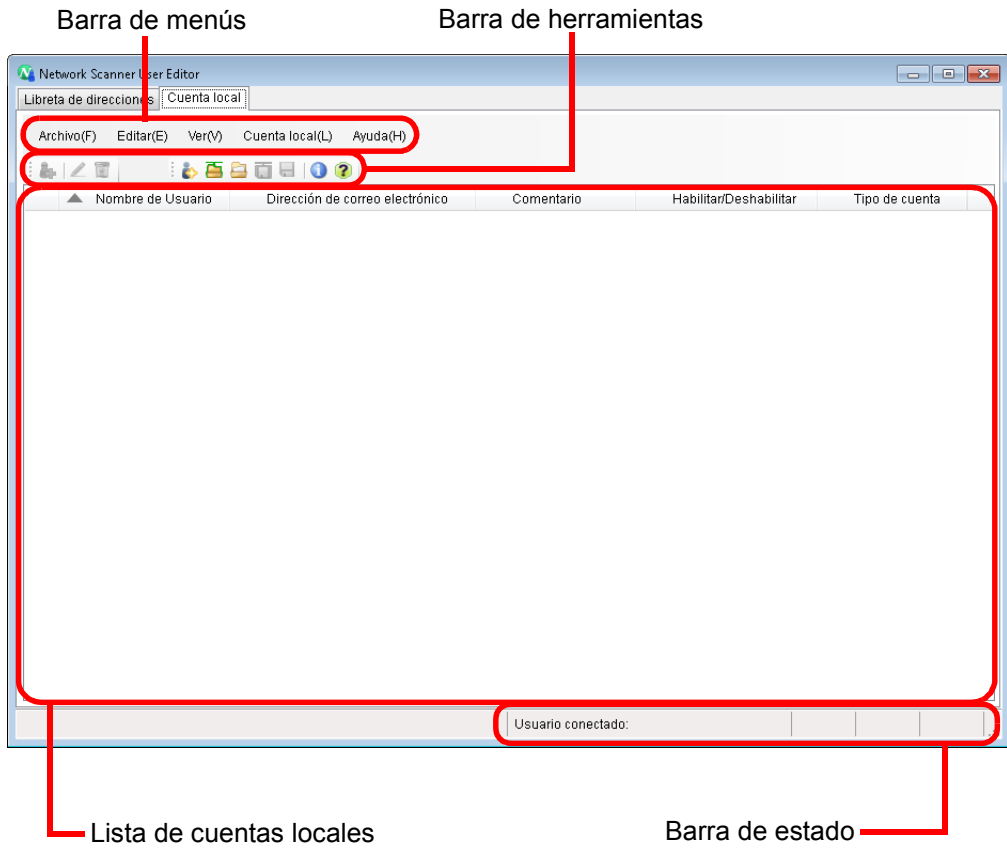 Barra de menús
Barra de herramientas
Network Scanner User Editor
Libreta de direcciones Cuenta local
Archivo(F) Editar(E) Ver(V) Cuenta local(L) Ayuda(H)
Nombre de Usuario Dirección de correo electrónico Comentario Habilitar/Deshabilitar Tipo de cuenta
Usuario conectado:
Lista de cuentas locales
Barra de estado